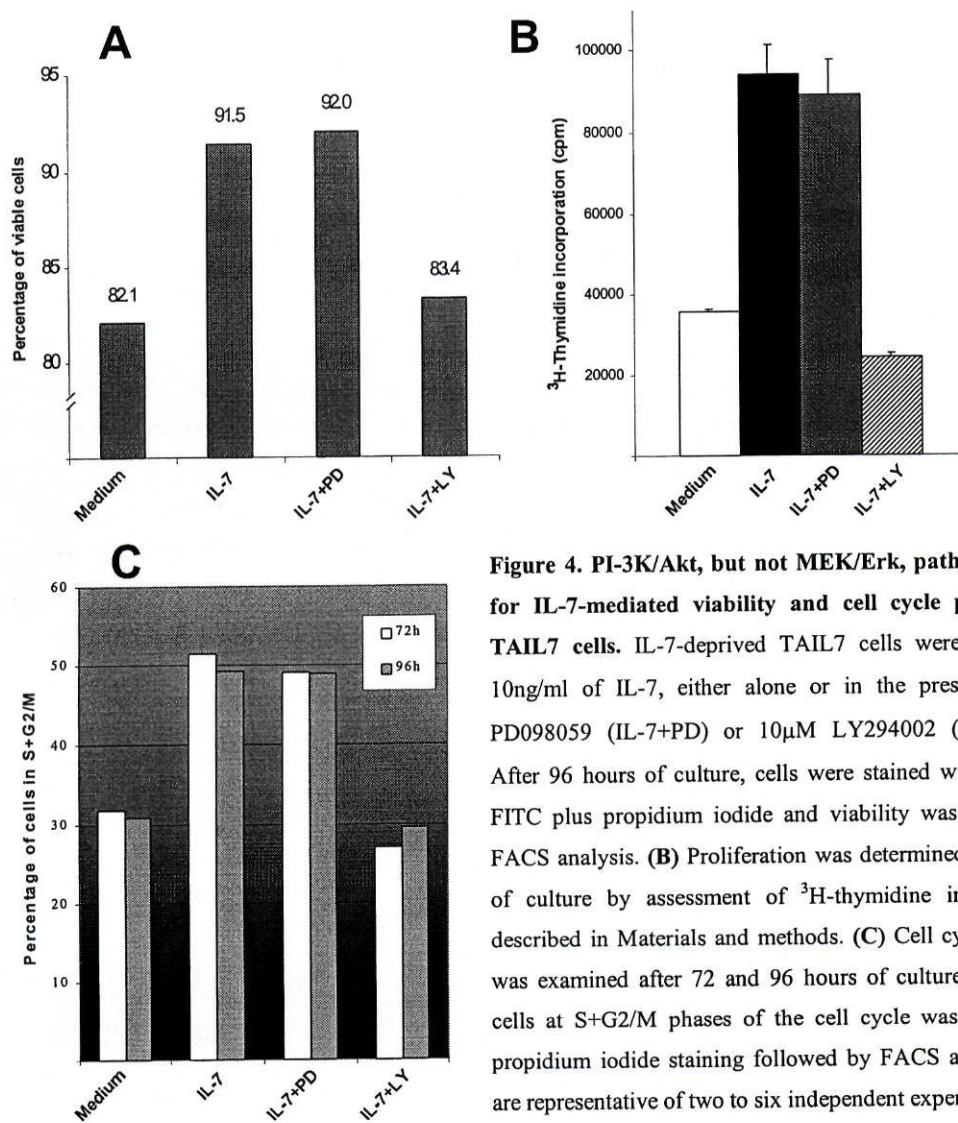 A
Percentage of viable cells
95
90
85
80
82.1
91.5
92.0
83.4
Medium
IL-7
IL-7+PD
IL-7+LY
B
³H-Thymidine incorporation (cpm)
100000
80000
60000
40000
20000
Medium
IL-7
IL-7+PD
IL-7+LY
C
Percentage of cells in S+G2/M
60
50
40
30
20
10
72h
96h
Medium
IL-7
IL-7+PD
IL-7+LY
Figure 4. PI-3K/Akt, but not MEK/Erk, path
for IL-7-mediated viability and cell cycle p
TAIL7 cells. IL-7-deprived TAIL7 cells were
10ng/ml of IL-7, either alone or in the pres
PD098059 (IL-7+PD) or 10μM LY294002 (
After 96 hours of culture, cells were stained w
FITC plus propidium iodide and viability was
FACS analysis. (B) Proliferation was determined
of culture by assessment of ³H-thymidine in
described in Materials and methods. (C) Cell cy
was examined after 72 and 96 hours of culture
cells at S+G2/M phases of the cell cycle was
propidium iodide staining followed by FACS a
are representative of two to six independent exper